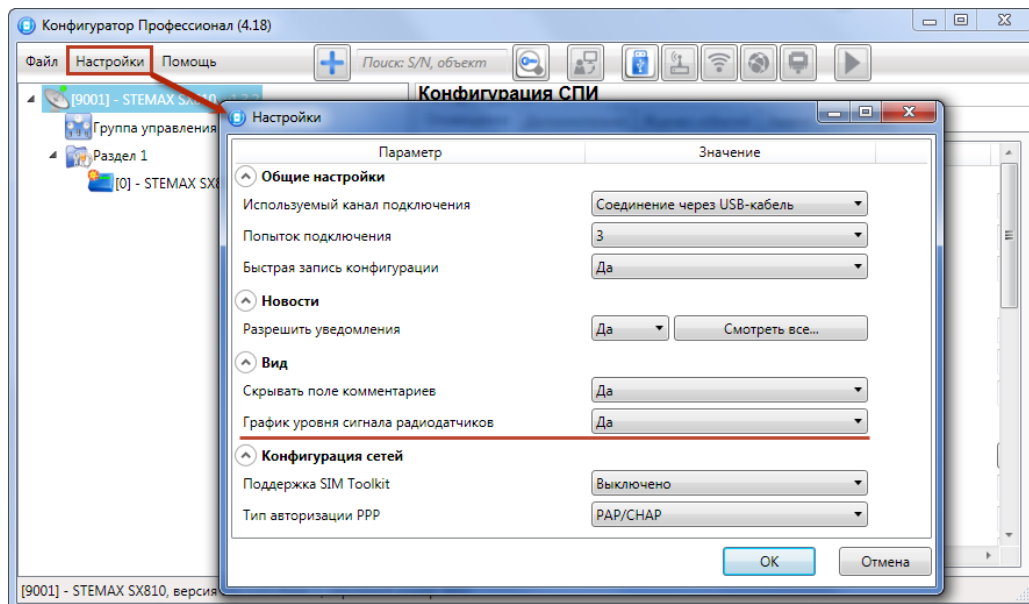 Конфигуратор Профессионал (4.18)
Файл Настройки Помощь Поиск: S/N, объект
[9001] - STEMAX SX810
Конфигурация СПИ
Группа управления
Раздел 1
[0] - STEMAX SX8
Настройки
Параметр Значение
Общие настройки
Используемый канал подключения Соединение через USB-кабель
Попыток подключения 3
Быстрая запись конфигурации Да
Новости
Разрешить уведомления Да Смотреть все...
Вид
Скрывать поле комментариев Да
График уровня сигнала радиодатчиков Да
Конфигурация сетей
Поддержка SIM Toolkit Выключено
Тип авторизации PPP PAP/CHAP
OK Отмена
[9001] - STEMAX SX810, версия